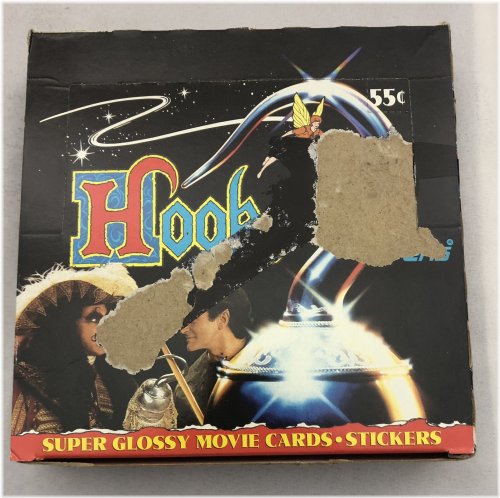 55¢
Hook
SUPER GLOSSY MOVIE CARDS • STICKERS